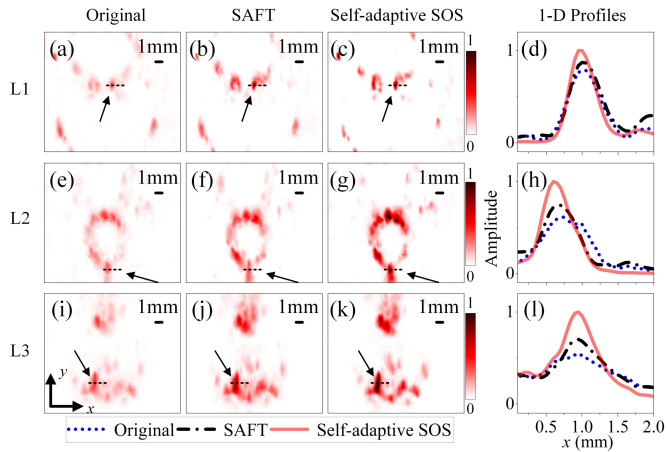 Original SAFT Self-adaptive SOS 1-D Profiles
L1 (a) 1mm (b) 1mm (c) 1mm 1 0 (d) 1 0
L2 (e) 1mm (f) 1mm (g) 1mm 1 0 Amplitude (h) 1 0
L3 (i) 1mm (j) 1mm (k) 1mm 1 0 (l) 1 0
y
x
0.5 1.0 1.5 2.0
Original SAFT Self-adaptive SOS x (mm)